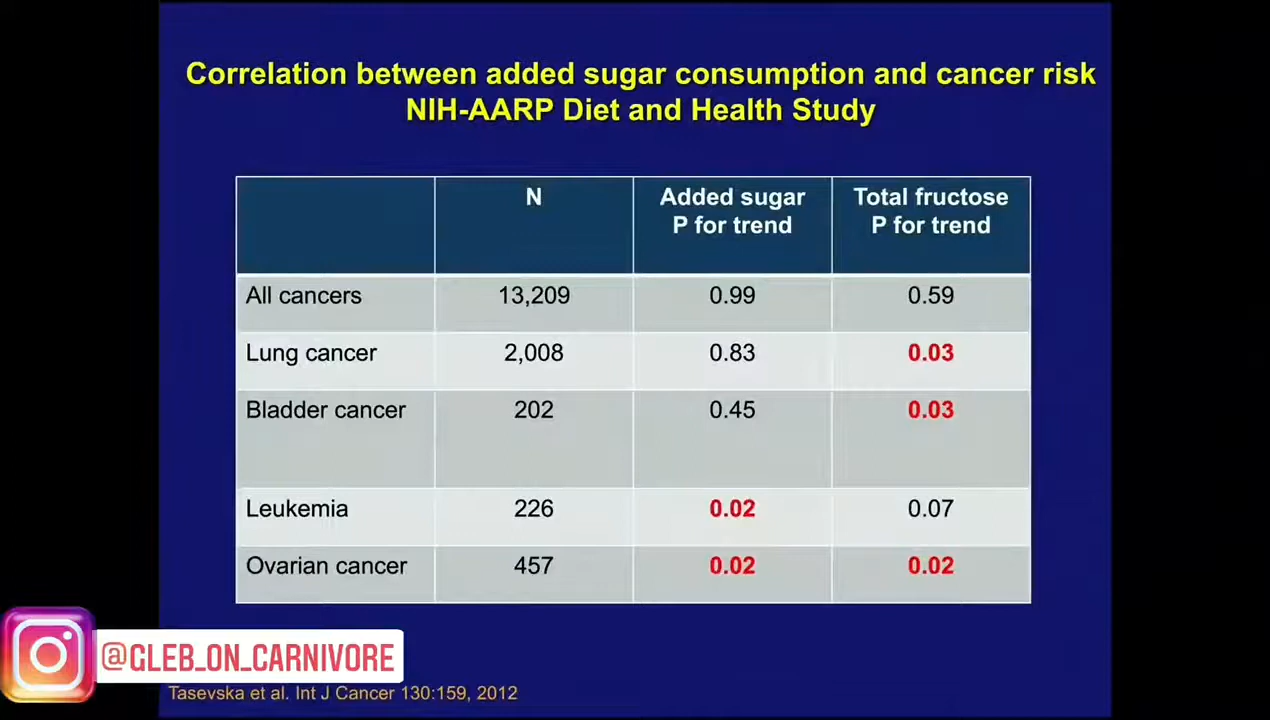 Correlation between added sugar consumption and cancer risk
NIH-AARP Diet and Health Study
N
Added sugar
P for trend
Total fructose
P for trend
All cancers 13,209 0.99 0.59
Lung cancer 2,008 0.83 0.03
Bladder cancer 202 0.45 0.03
Leukemia 226 0.02 0.07
Ovarian cancer 457 0.02 0.02
@GLEB_ON_CARNIVORE
Tasevska et al. Int J Cancer 130:159, 2012